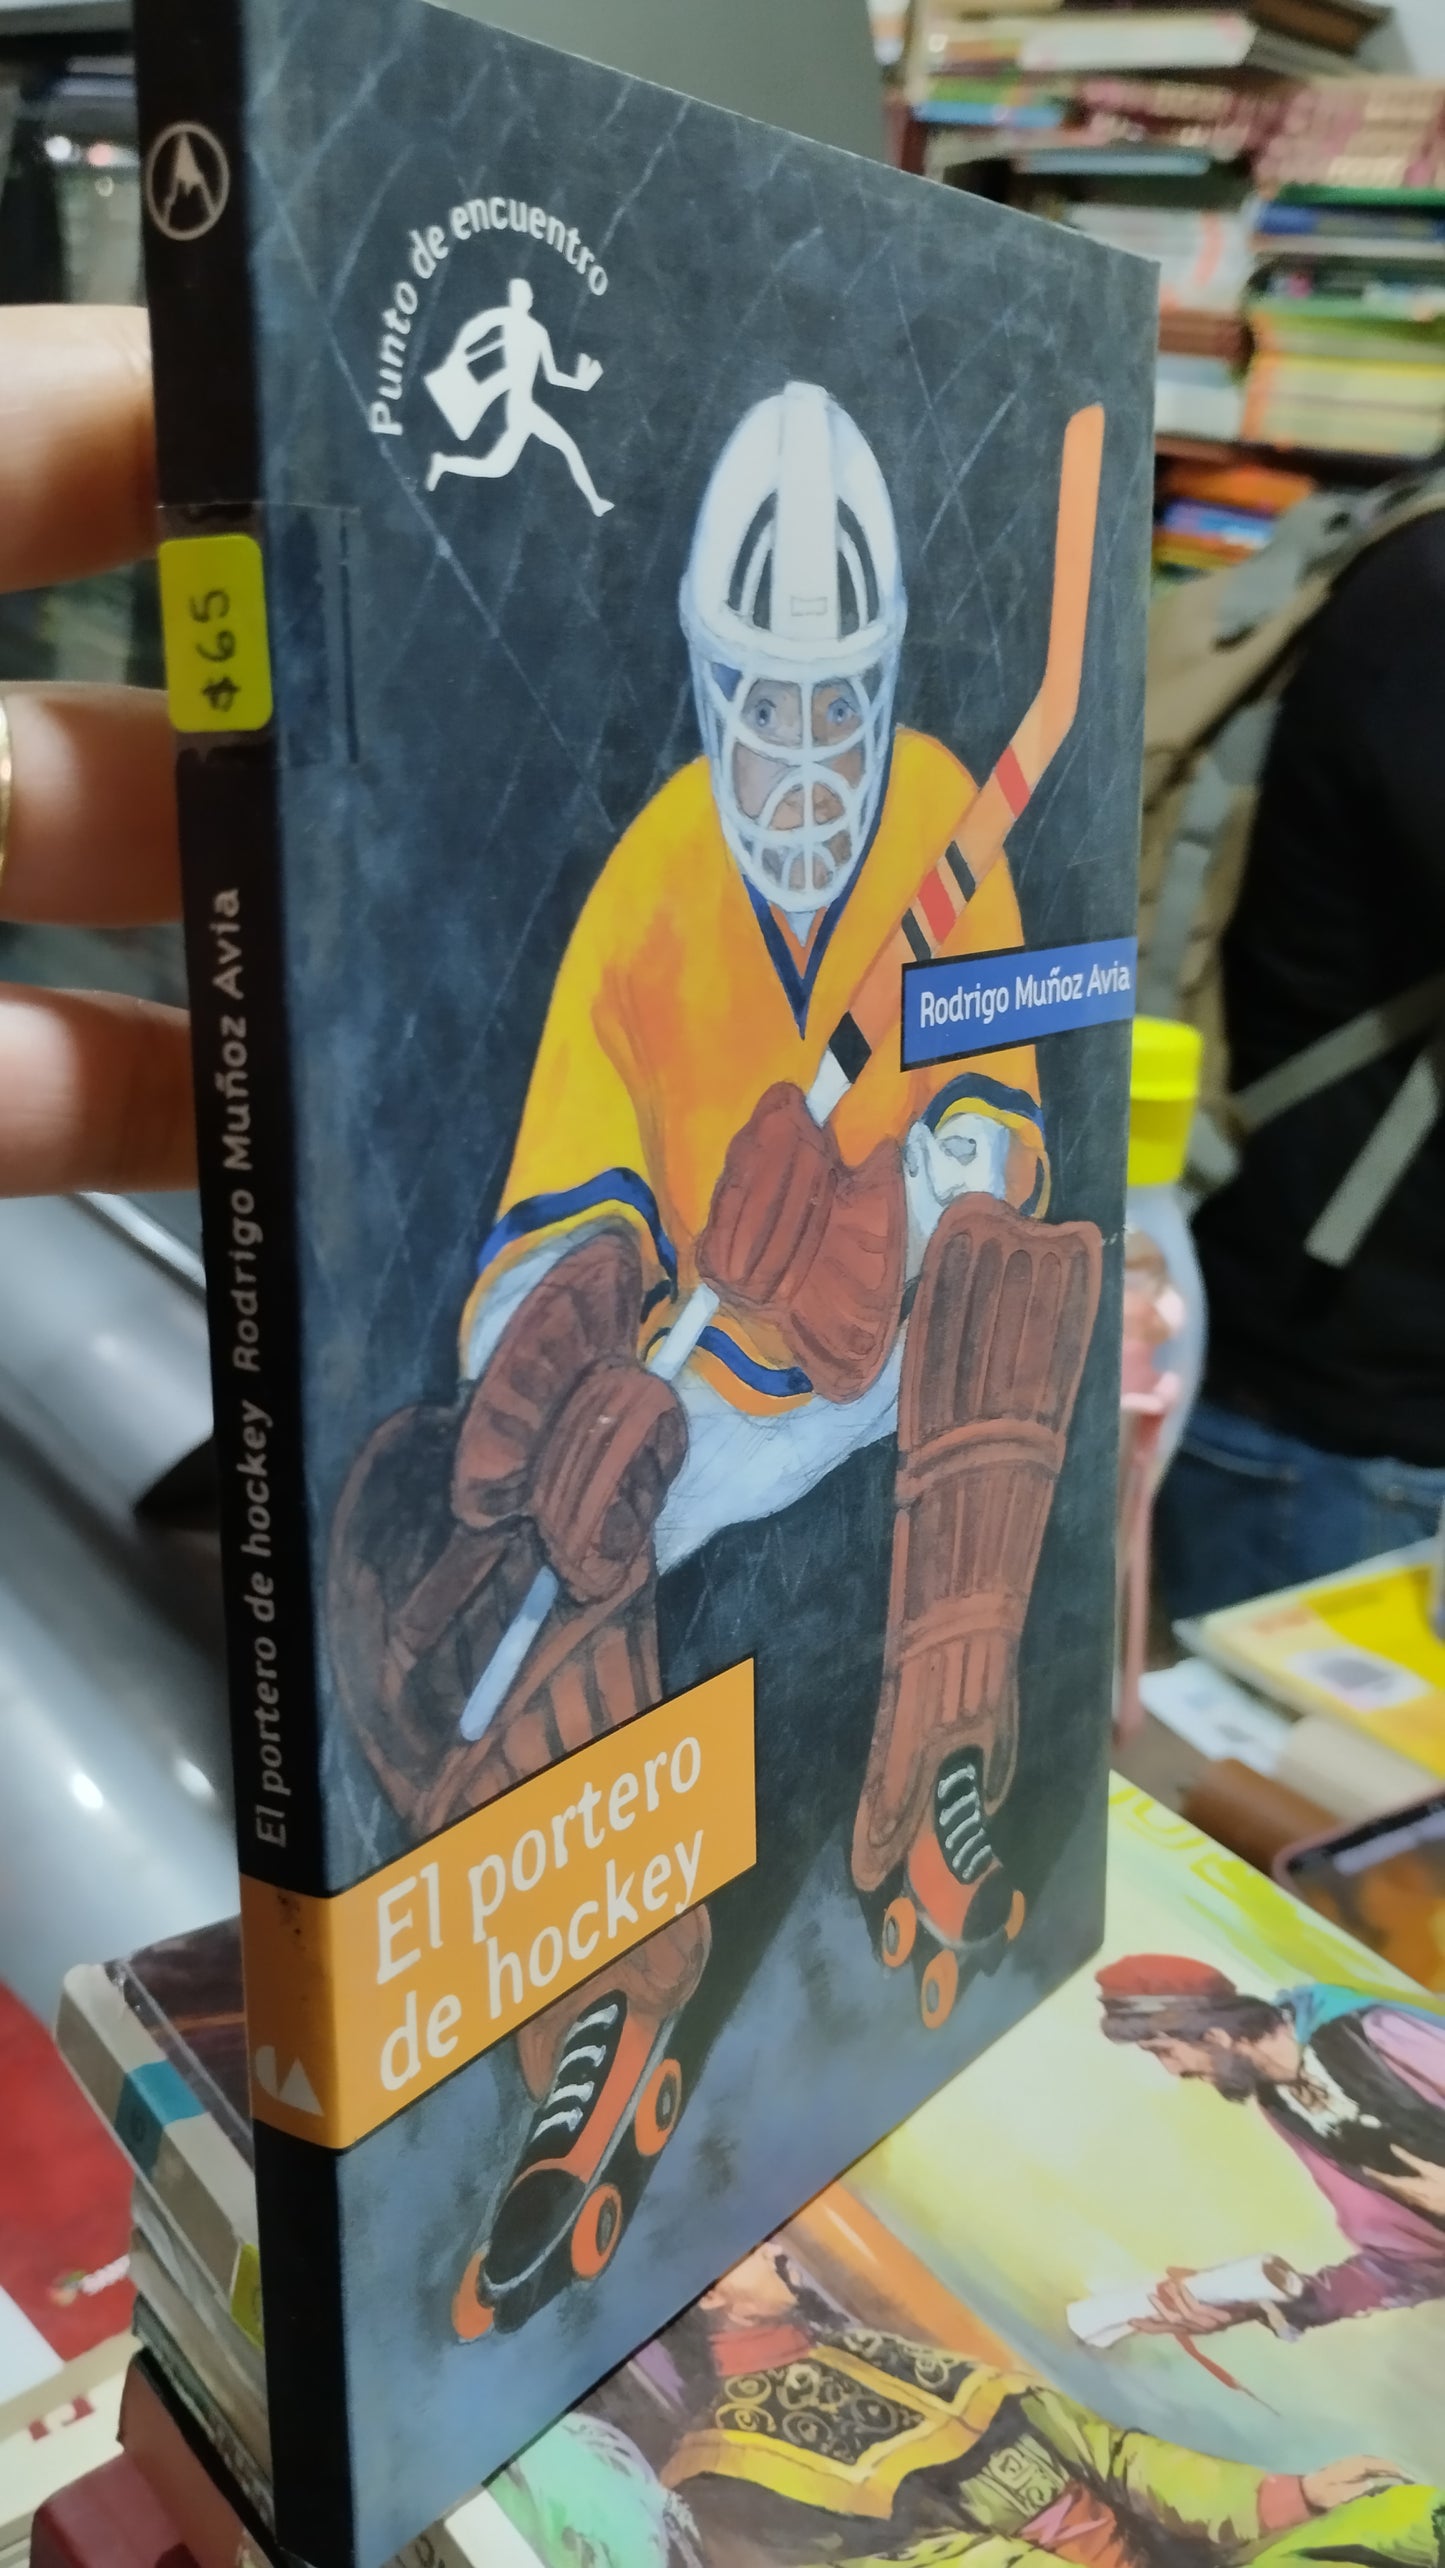 Punto de encuentro
$65
Rodrigo Muñoz Avia
El portero
de hockey
El portero de hockey Rodrigo Muñoz Avia